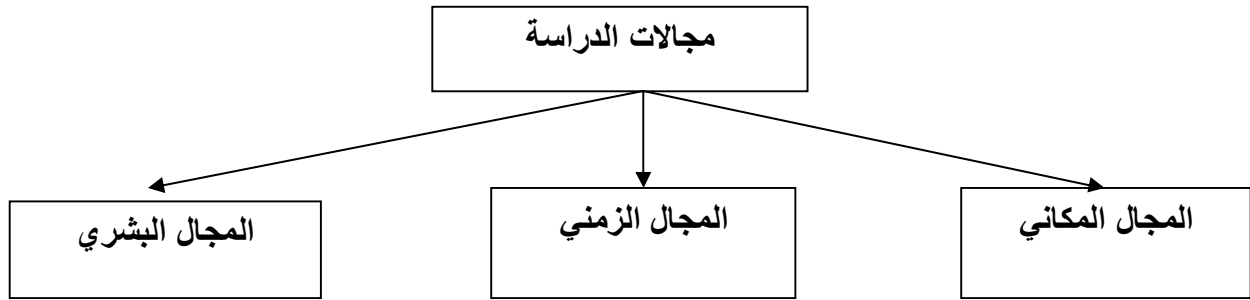 مجالات الدراسة
المجال المكاني
المجال الزمني
المجال البشري